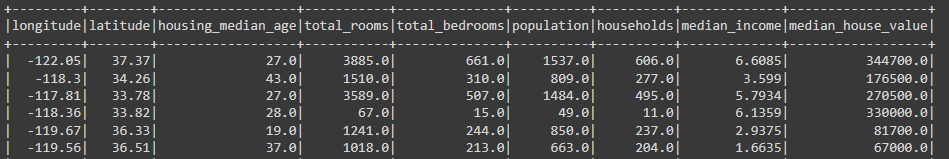 +---------+--------+------------------+-----------+--------------+----------+----------+-------------+------------------+
|longitude|latitude|housing_median_age|total_rooms|total_bedrooms|population|households|median_income|median_house_value|
+---------+--------+------------------+-----------+--------------+----------+----------+-------------+------------------+
|  -122.05|   37.37|              27.0|     3885.0|         661.0|    1537.0|     606.0|       6.6085|          344700.0|
|   -118.3|   34.26|              43.0|     1510.0|         310.0|     809.0|     277.0|        3.599|          176500.0|
|  -117.81|   33.78|              27.0|     3589.0|         507.0|    1484.0|     495.0|       5.7934|          270500.0|
|  -118.36|   33.82|              28.0|       67.0|          15.0|      49.0|      11.0|       6.1359|          330000.0|
|  -119.67|   36.33|              19.0|     1241.0|         244.0|     850.0|     237.0|       2.9375|           81700.0|
|  -119.56|   36.51|              37.0|     1018.0|         213.0|     663.0|     204.0|       1.6635|           67000.0|